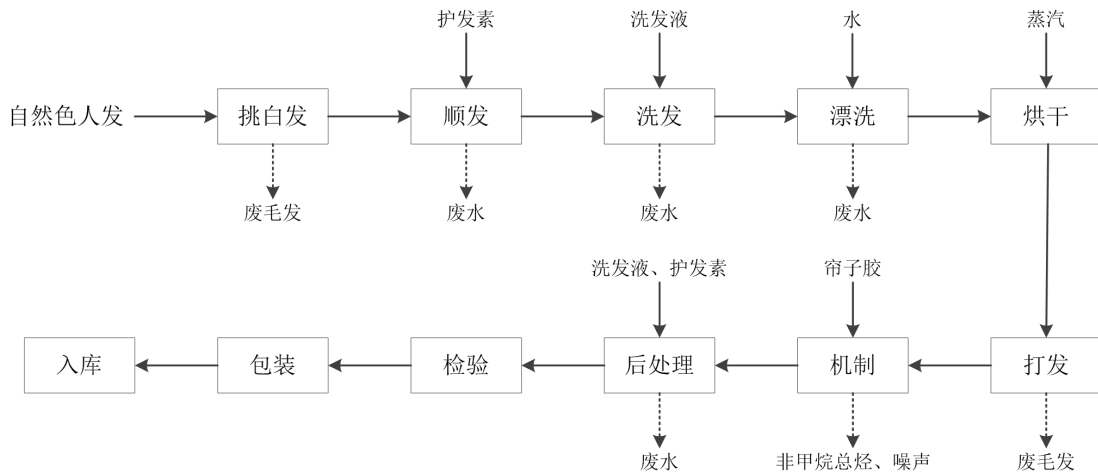 护发素
洗发液
水
蒸汽
自然色人发
挑白发
顺发
洗发
漂洗
烘干
废毛发
废水
废水
废水
洗发液、护发素
帘子胶
入库
包装
检验
后处理
机制
打发
废水
非甲烷总烃、噪声
废毛发